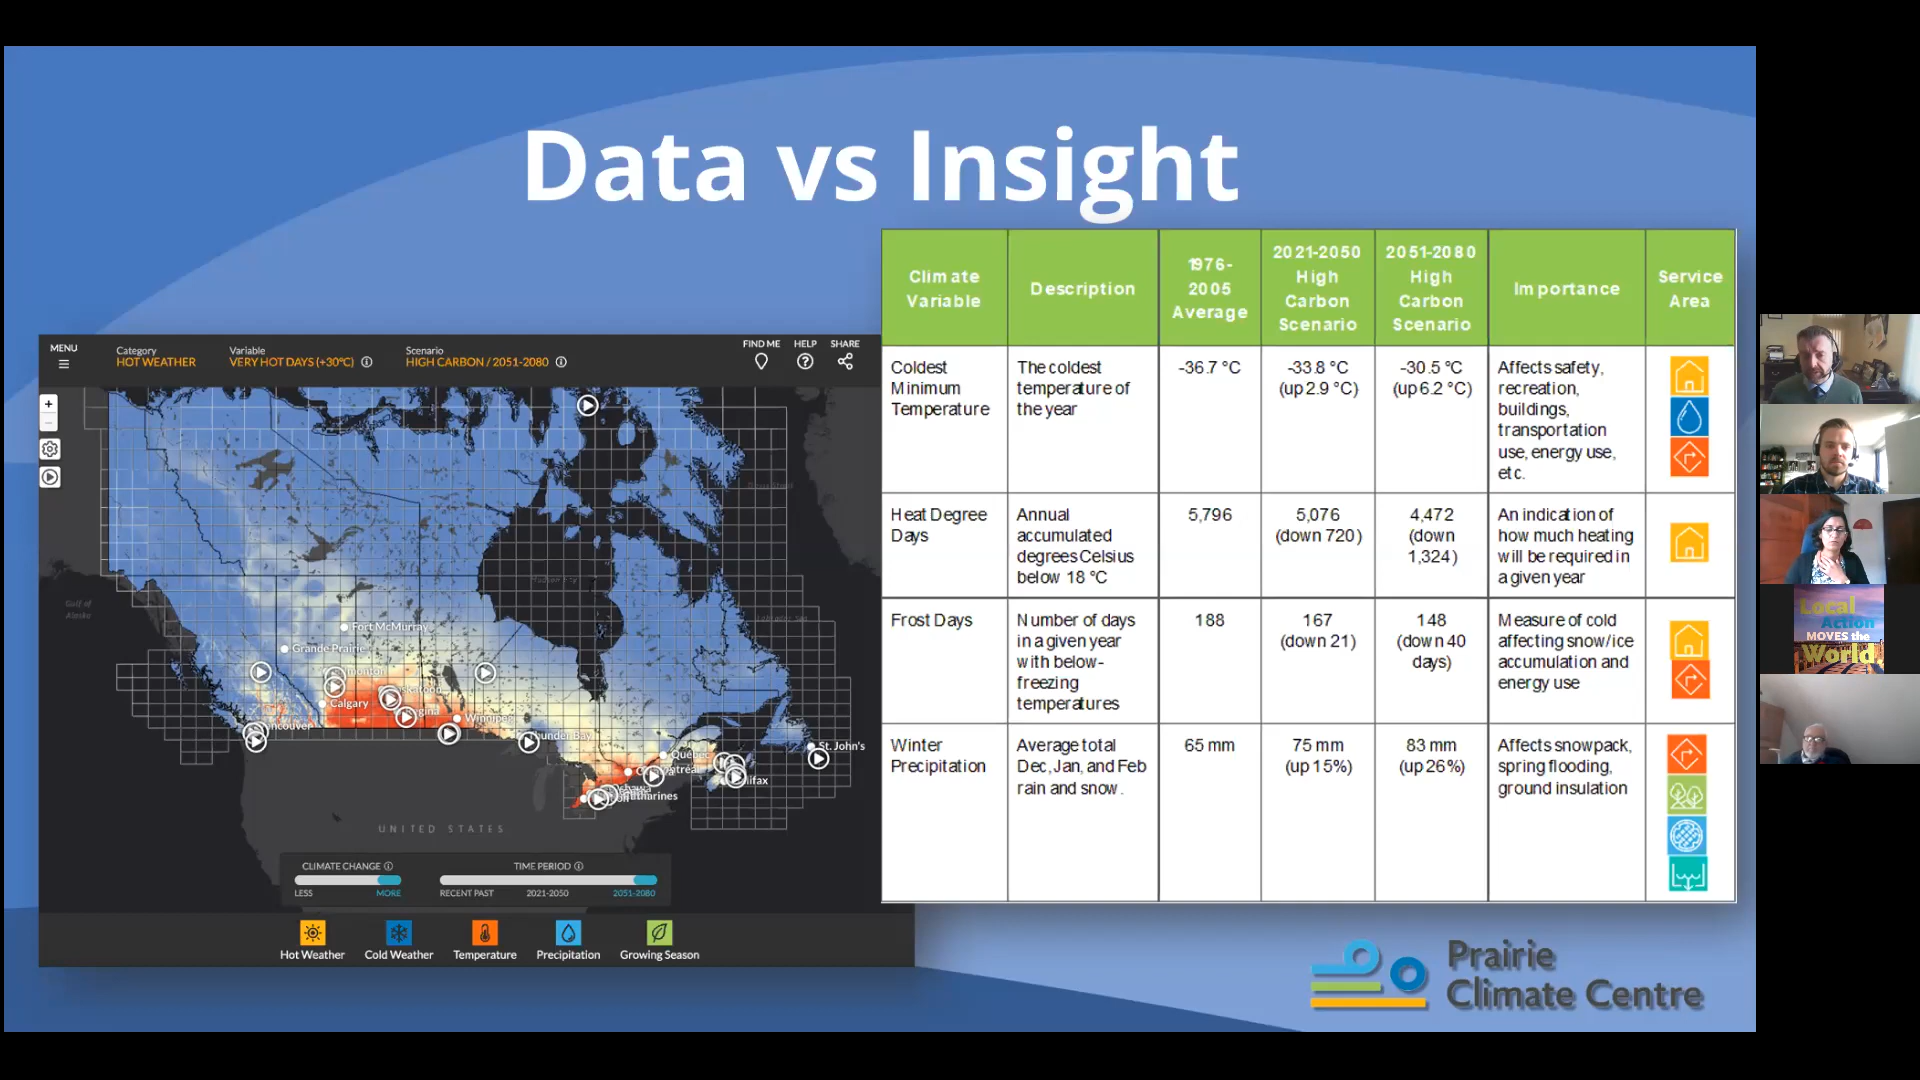 Data vs Insight
MENU
Category
HOT WEATHER
Variable
VERY HOT DAYS (+30°C)
Scenario
HIGH CARBON / 2051-2080
FIND ME
HELP
SHARE
+
Gulf of
Alaska
Hudson Bay
Fort McMurray
Grande Prairie
Calgary
Winnipeg
Thunder Bay
St. John's
UNITED STATES
CLIMATE CHANGE
LESS
MORE
TIME PERIOD
RECENT PAST
2021-2050
2051-2080
Hot Weather
Cold Weather
Temperature
Precipitation
Growing Season
Climate
Variable
Description
1976-
2005
Average
2021-2050
High
Carbon
Scenario
2051-2080
High
Carbon
Scenario
Importance
Service
Area
Coldest
Minimum
Temperature
The coldest
temperature of
the year
-36.7 °C
-33.8 °C
(up 2.9 °C)
-30.5 °C
(up 6.2 °C)
Affects safety,
recreation,
buildings,
transportation
use, energy use,
etc.
Heat Degree
Days
Annual
accumulated
degrees Celsius
below 18 °C
5,796
5,076
(down 720)
4,472
(down
1,324)
An indication of
how much heating
will be required in
a given year
Frost Days
Number of days
in a given year
with below-
freezing
temperatures
188
167
(down 21)
148
(down 40
days)
Measure of cold
affecting snow/ice
accumulation and
energy use
Winter
Precipitation
Average total
Dec, Jan, and Feb
rain and snow.
65 mm
75 mm
(up 15%)
83 mm
(up 26%)
Affects snowpack,
spring flooding,
ground insulation
Prairie
Climate Centre
Local
Action
MOVES the
World